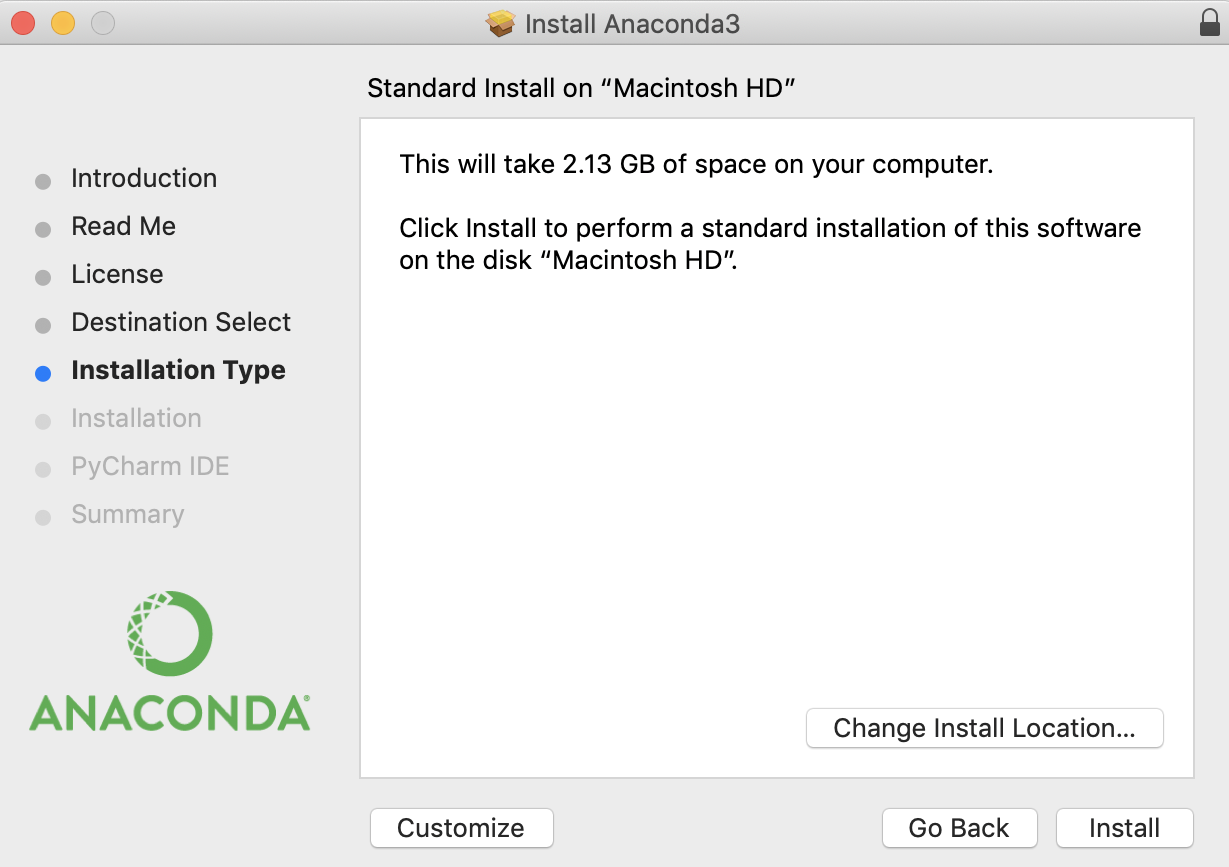 Install Anaconda3
Standard Install on “Macintosh HD”
Introduction
Read Me
License
Destination Select
Installation Type
Installation
PyCharm IDE
Summary
ANANCONDA®
This will take 2.13 GB of space on your computer.
Click Install to perform a standard installation of this software
on the disk “Macintosh HD”.
Change Install Location...
Customize
Go Back
Install